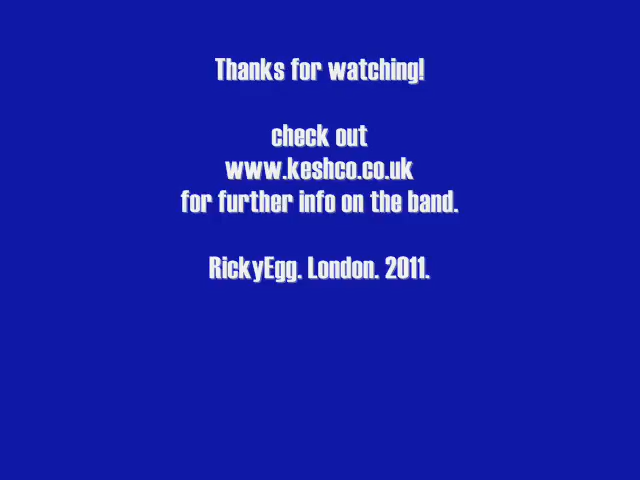 Thanks for watching!
check out
www.keshco.co.uk
for further info on the band.
RickyEgg. London. 2011.